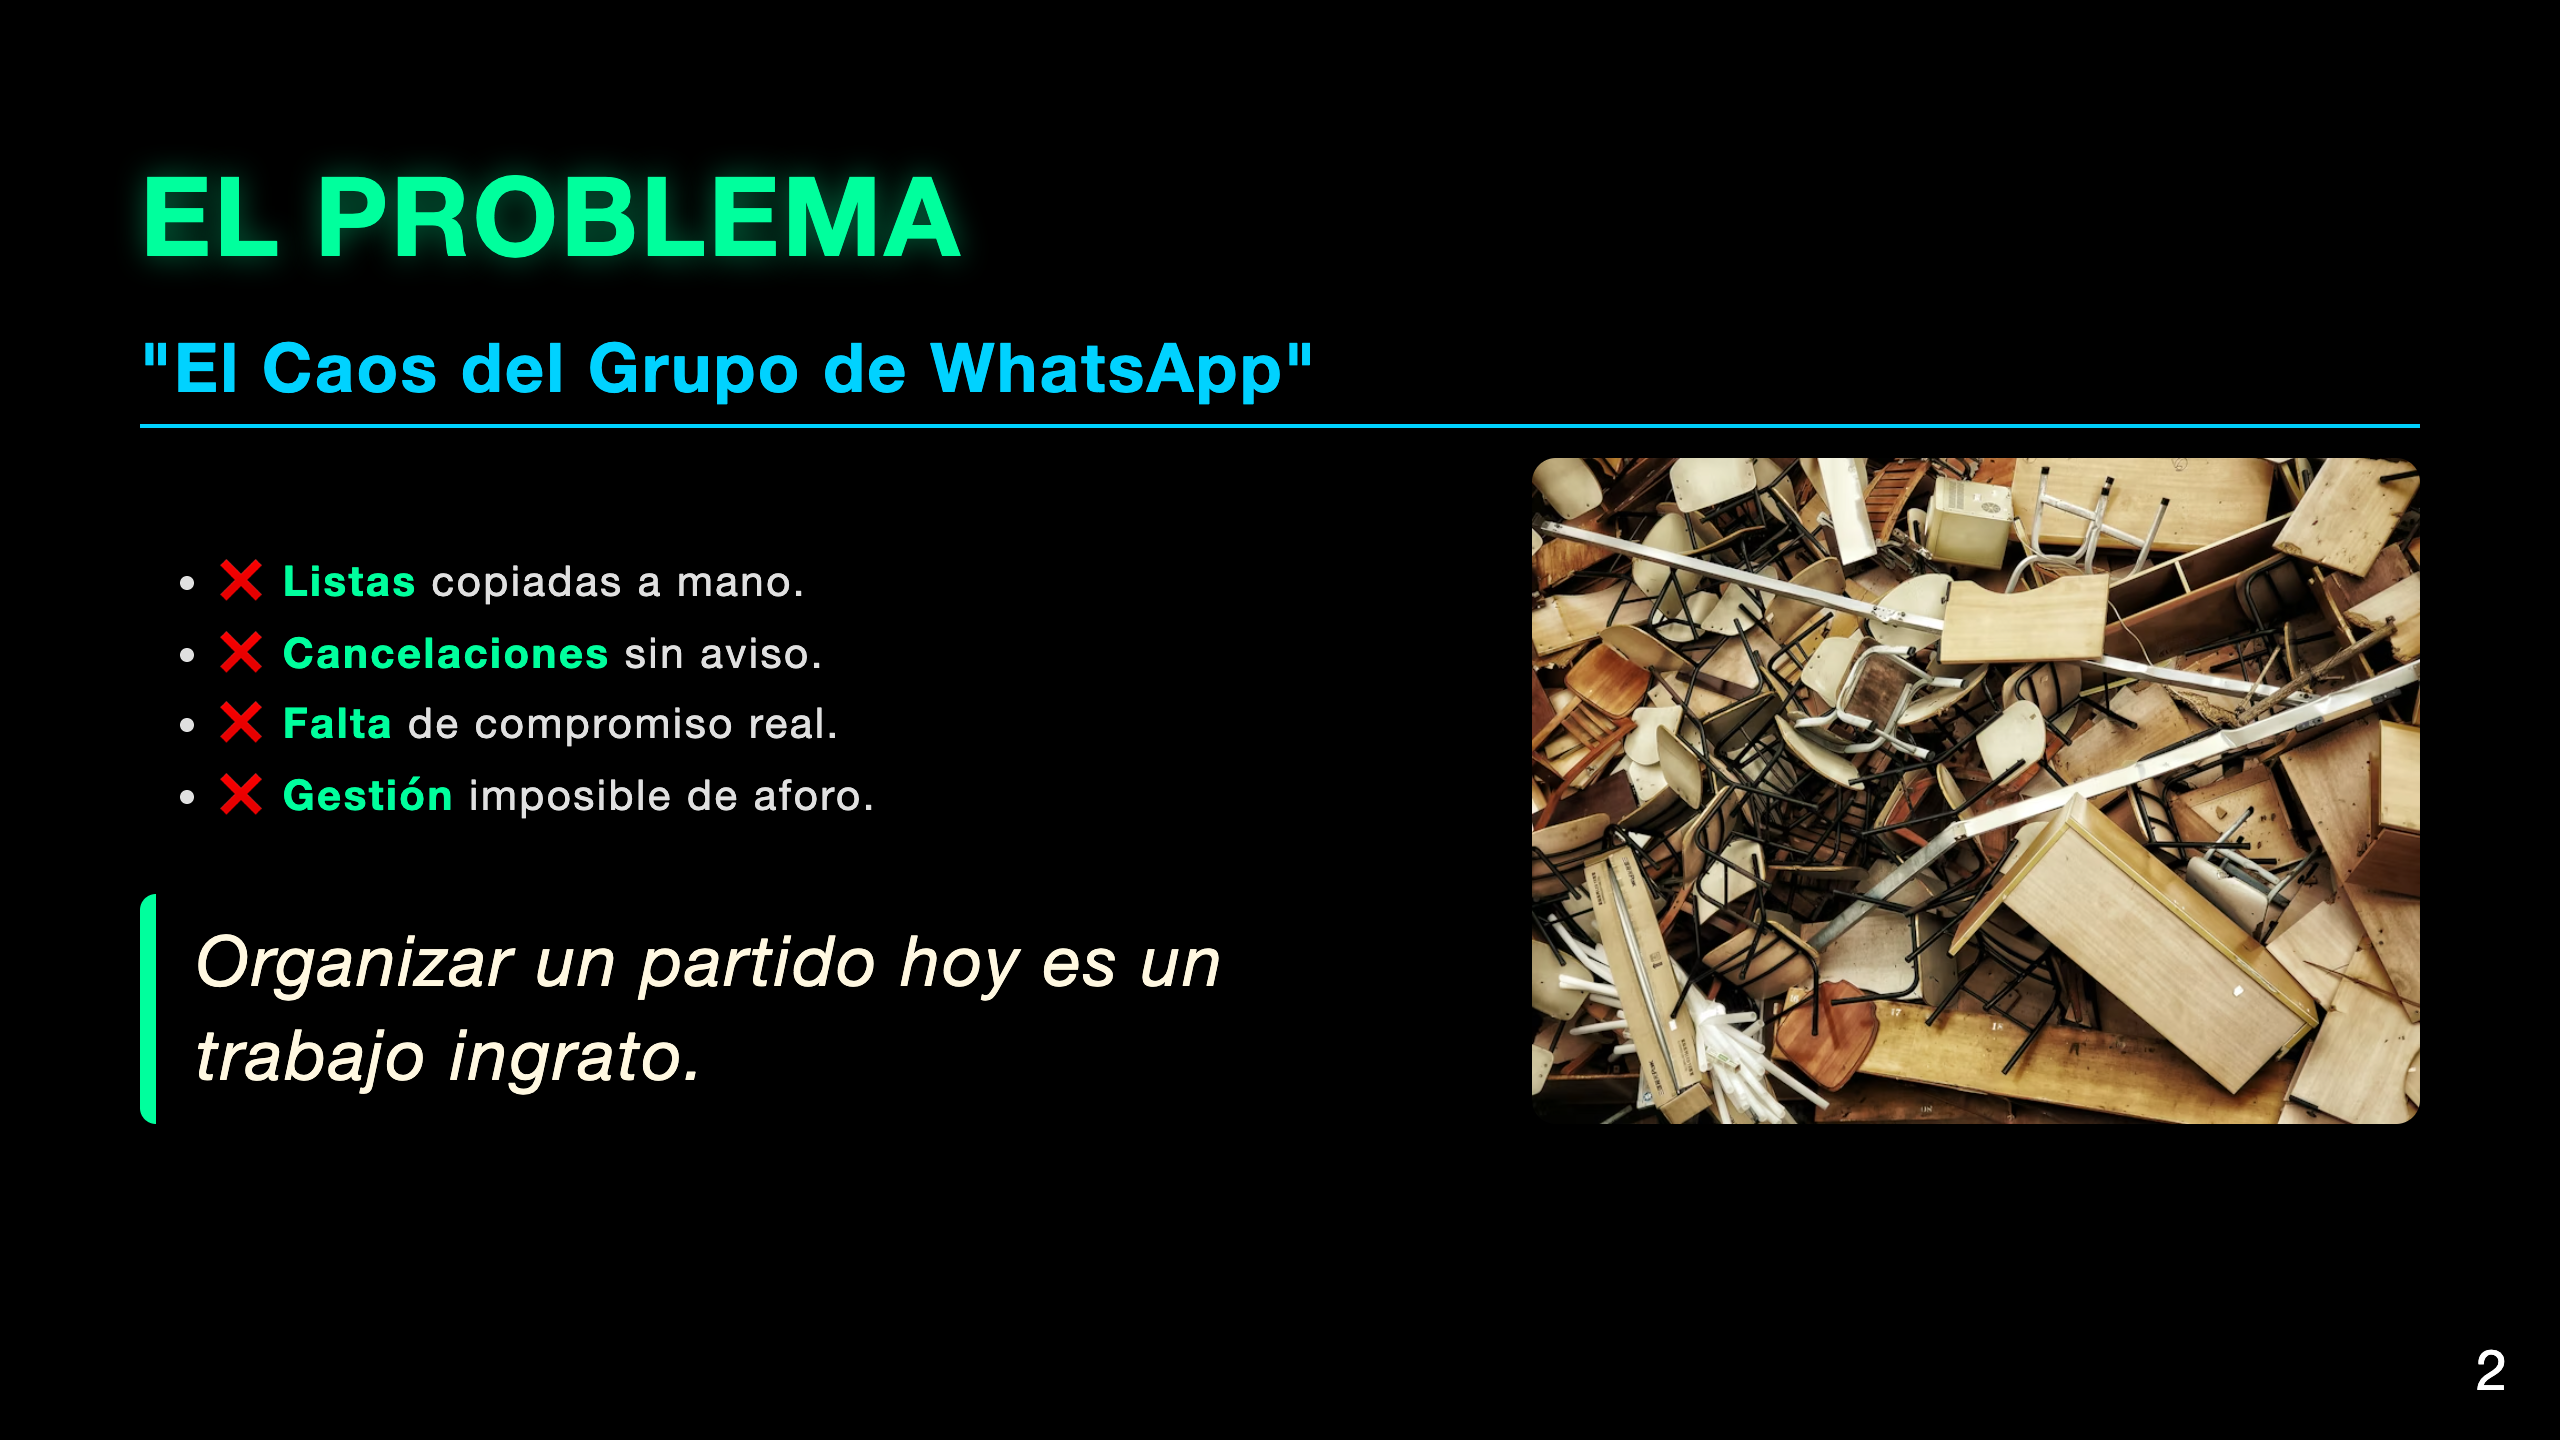 EL PROBLEMA
"El Caos del Grupo de WhatsApp"
• ❌ Listas copiadas a mano.
• ❌ Cancelaciones sin aviso.
• ❌ Falta de compromiso real.
• ❌ Gestión imposible de aforo.
Organizar un partido hoy es un
trabajo ingrato.
2